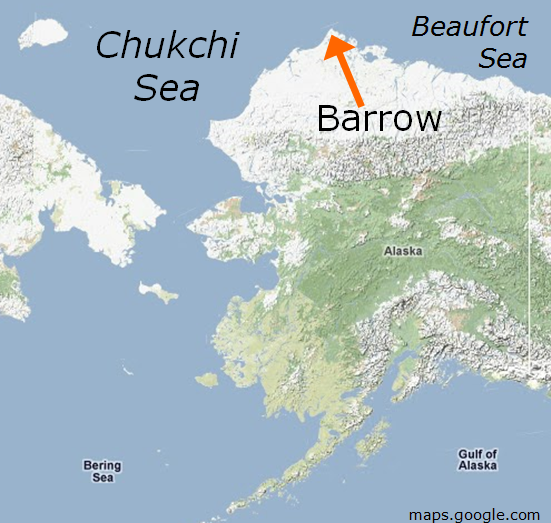 Chukchi
Sea
Beaufort
Sea
Barrow
Alaska
Bering
Sea
Gulf of
Alaska
maps.google.com